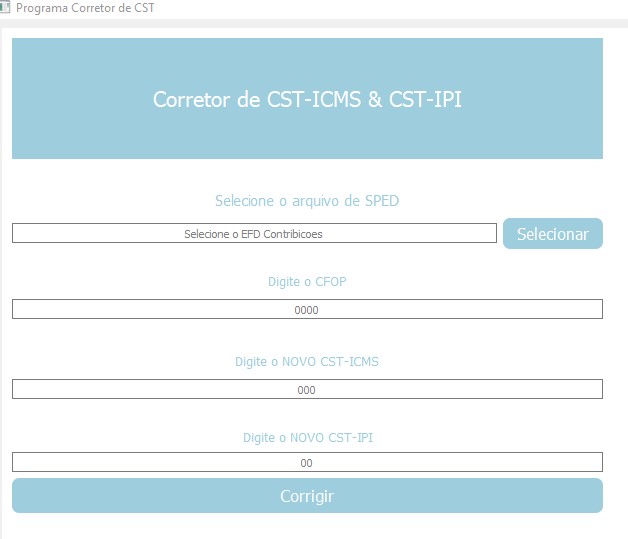 Programa Corretor de CST
Corretor de CST-ICMS & CST-IPI
Selecione o arquivo de SPED
Selecione o EFD Contribicoes
Selecionar
Digite o CFOP
0000
Digite o NOVO CST-ICMS
000
Digite o NOVO CST-IPI
00
Corrigir